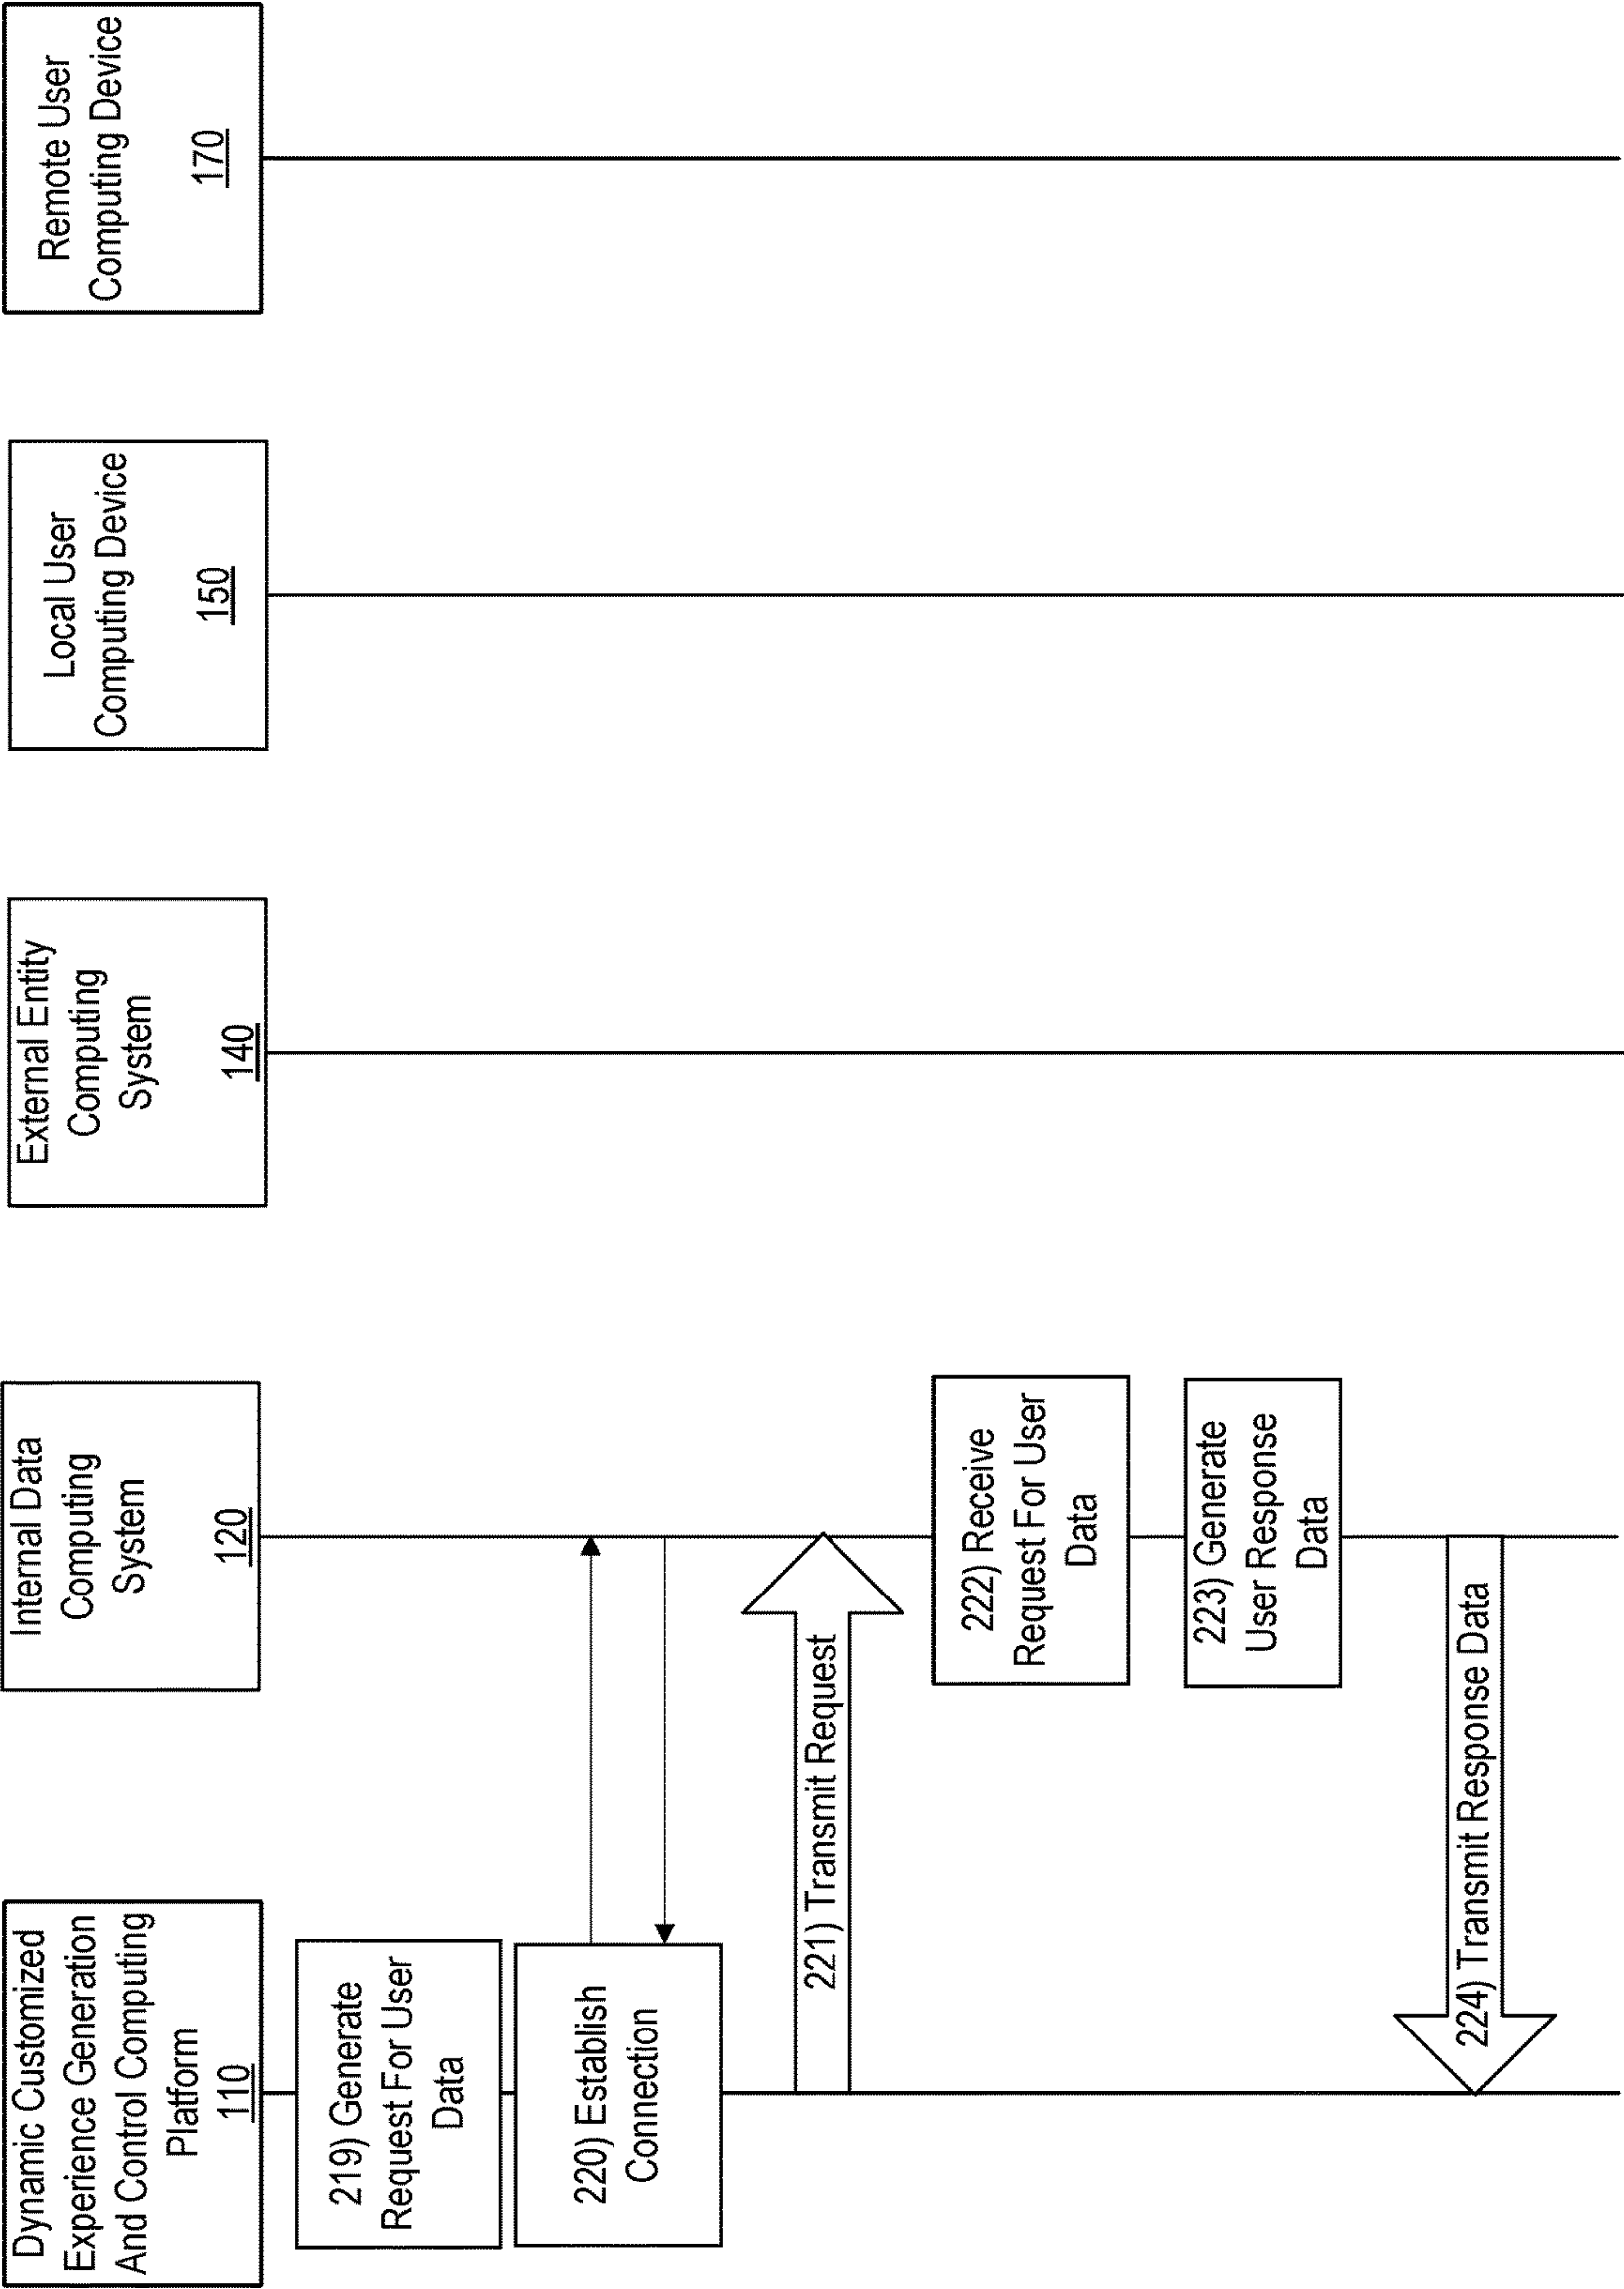 Dynamic Customized
Experience Generation
And Control Computing
Platform
110
Internal Data
Computing
System
120
External Entity
Computing
System
140
Local User
Computing Device
150
Remote User
Computing Device
170
219) Generate
Request For User
Data
220) Establish
Connection
221) Transmit Request
222) Receive
Request For User
Data
223) Generate
User Response
Data
224) Transmit Response Data